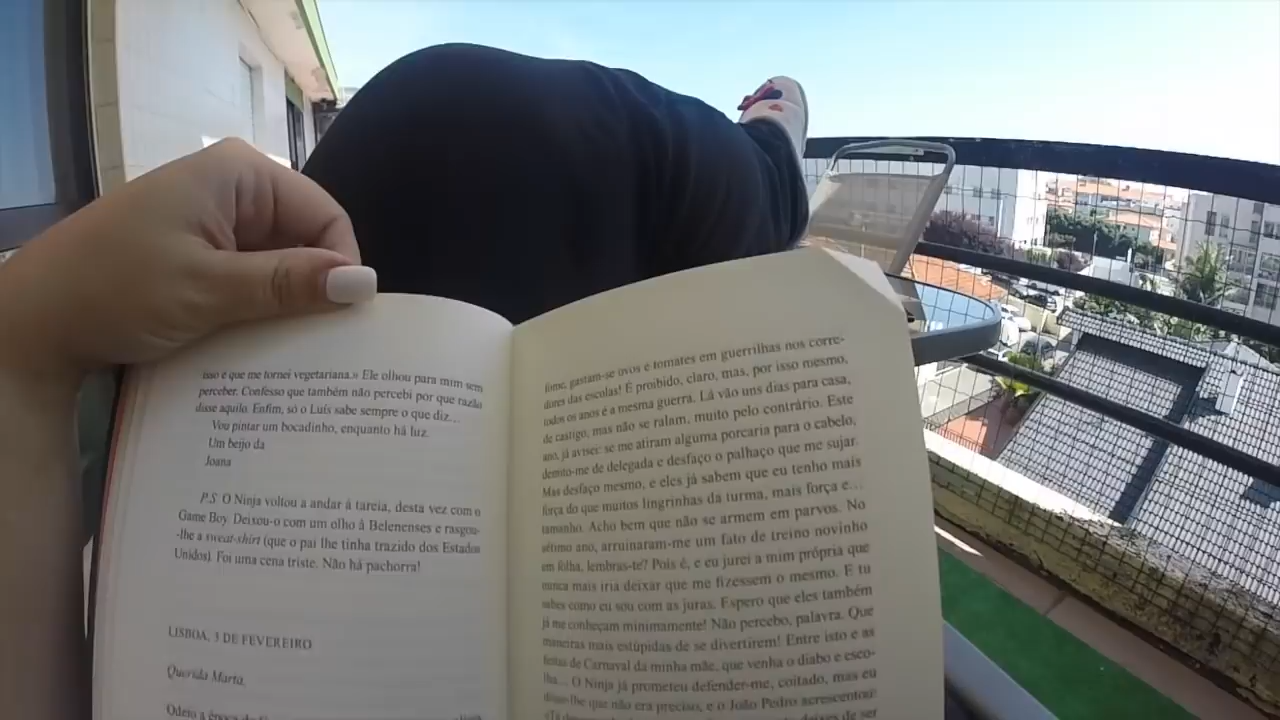 isso é que me tornei vegetariana.» Ele olhou para mim sem
perceber. Confesso que também não percebi por que razão
disse aquilo. Enfim, só o Luís sabe sempre o que diz...
Vou pintar um bocadinho, enquanto há luz.
Um beijo da
Joana
P.S. O Ninja voltou a andar à tareia, desta vez com o
Game Boy. Deixou-o com um olho à Belenenses e rasgou-
-lhe a sweat-shirt (que o pai lhe tinha trazido dos Estados
Unidos). Foi uma cena triste. Não há pachorra!
LISBOA, 3 DE FEVEREIRO
Querida Marta,
Odeio a época
fome, gastam-se ovos e tomates em guerrilhas nos corre-
dores das escolas! É proibido, claro, mas, por isso mesmo,
todos os anos é a mesma guerra. Lá vão uns dias para casa,
de castigo, mas não se ralam, muito pelo contrário. Este
ano, já avisei: se me atiram alguma porcaria para o cabelo,
demito-me de delegada e desfaço o palhaço que me sujar.
Mas desfaço mesmo, e eles já sabem que eu tenho mais
força do que muitos lingrinhas da turma, mais força e...
tamanho. Acho bem que não se armem em parvos. No
sétimo ano, arruinaram-me um fato de treino novinho
em folha, lembras-te? Pois é, e eu jurei a mim própria que
nunca mais iria deixar que me fizessem o mesmo. E tu
sabes como eu sou com as juras. Espero que eles também
já me conheçam minimamente! Não percebo, palavra. Que
maneiras mais estúpidas de se divertirem! Entre isto e as
festas de Carnaval da minha mãe, que venha o diabo e esco-
lha... O Ninja já prometeu defender-me, coitado, mas eu
disse-lhe que não era preciso, e o João Pedro acrescentou:
deixes de ser